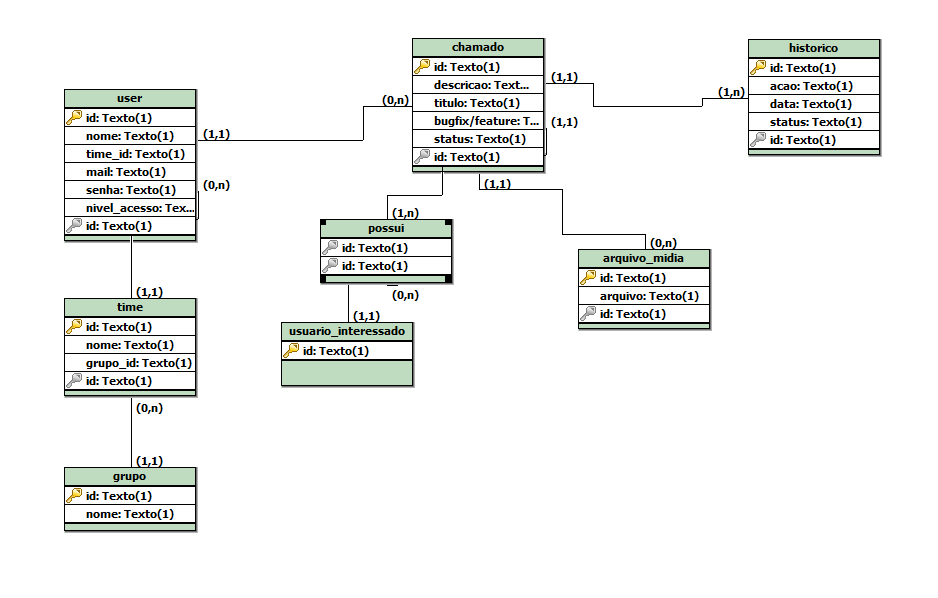 chamado
id: Texto(1)
descricao: Text...
titulo: Texto(1)
bugfix/feature: T...
status: Texto(1)
id: Texto(1)
(1,1)
(0,n)
(1,1)
(1,1)
historico
id: Texto(1)
acao: Texto(1)
data: Texto(1)
status: Texto(1)
id: Texto(1)
(1,n)
user
id: Texto(1)
nome: Texto(1)
time_id: Texto(1)
mail: Texto(1)
senha: Texto(1)
nivel_acesso: Tex...
id: Texto(1)
(1,1)
(0,n)
(1,n)
possui
id: Texto(1)
id: Texto(1)
(0,n)
(0,n)
arquivo_midia
id: Texto(1)
arquivo: Texto(1)
id: Texto(1)
(1,1)
time
id: Texto(1)
nome: Texto(1)
grupo_id: Texto(1)
id: Texto(1)
(0,n)
(1,1)
usuario_interessado
id: Texto(1)
(1,1)
grupo
id: Texto(1)
nome: Texto(1)